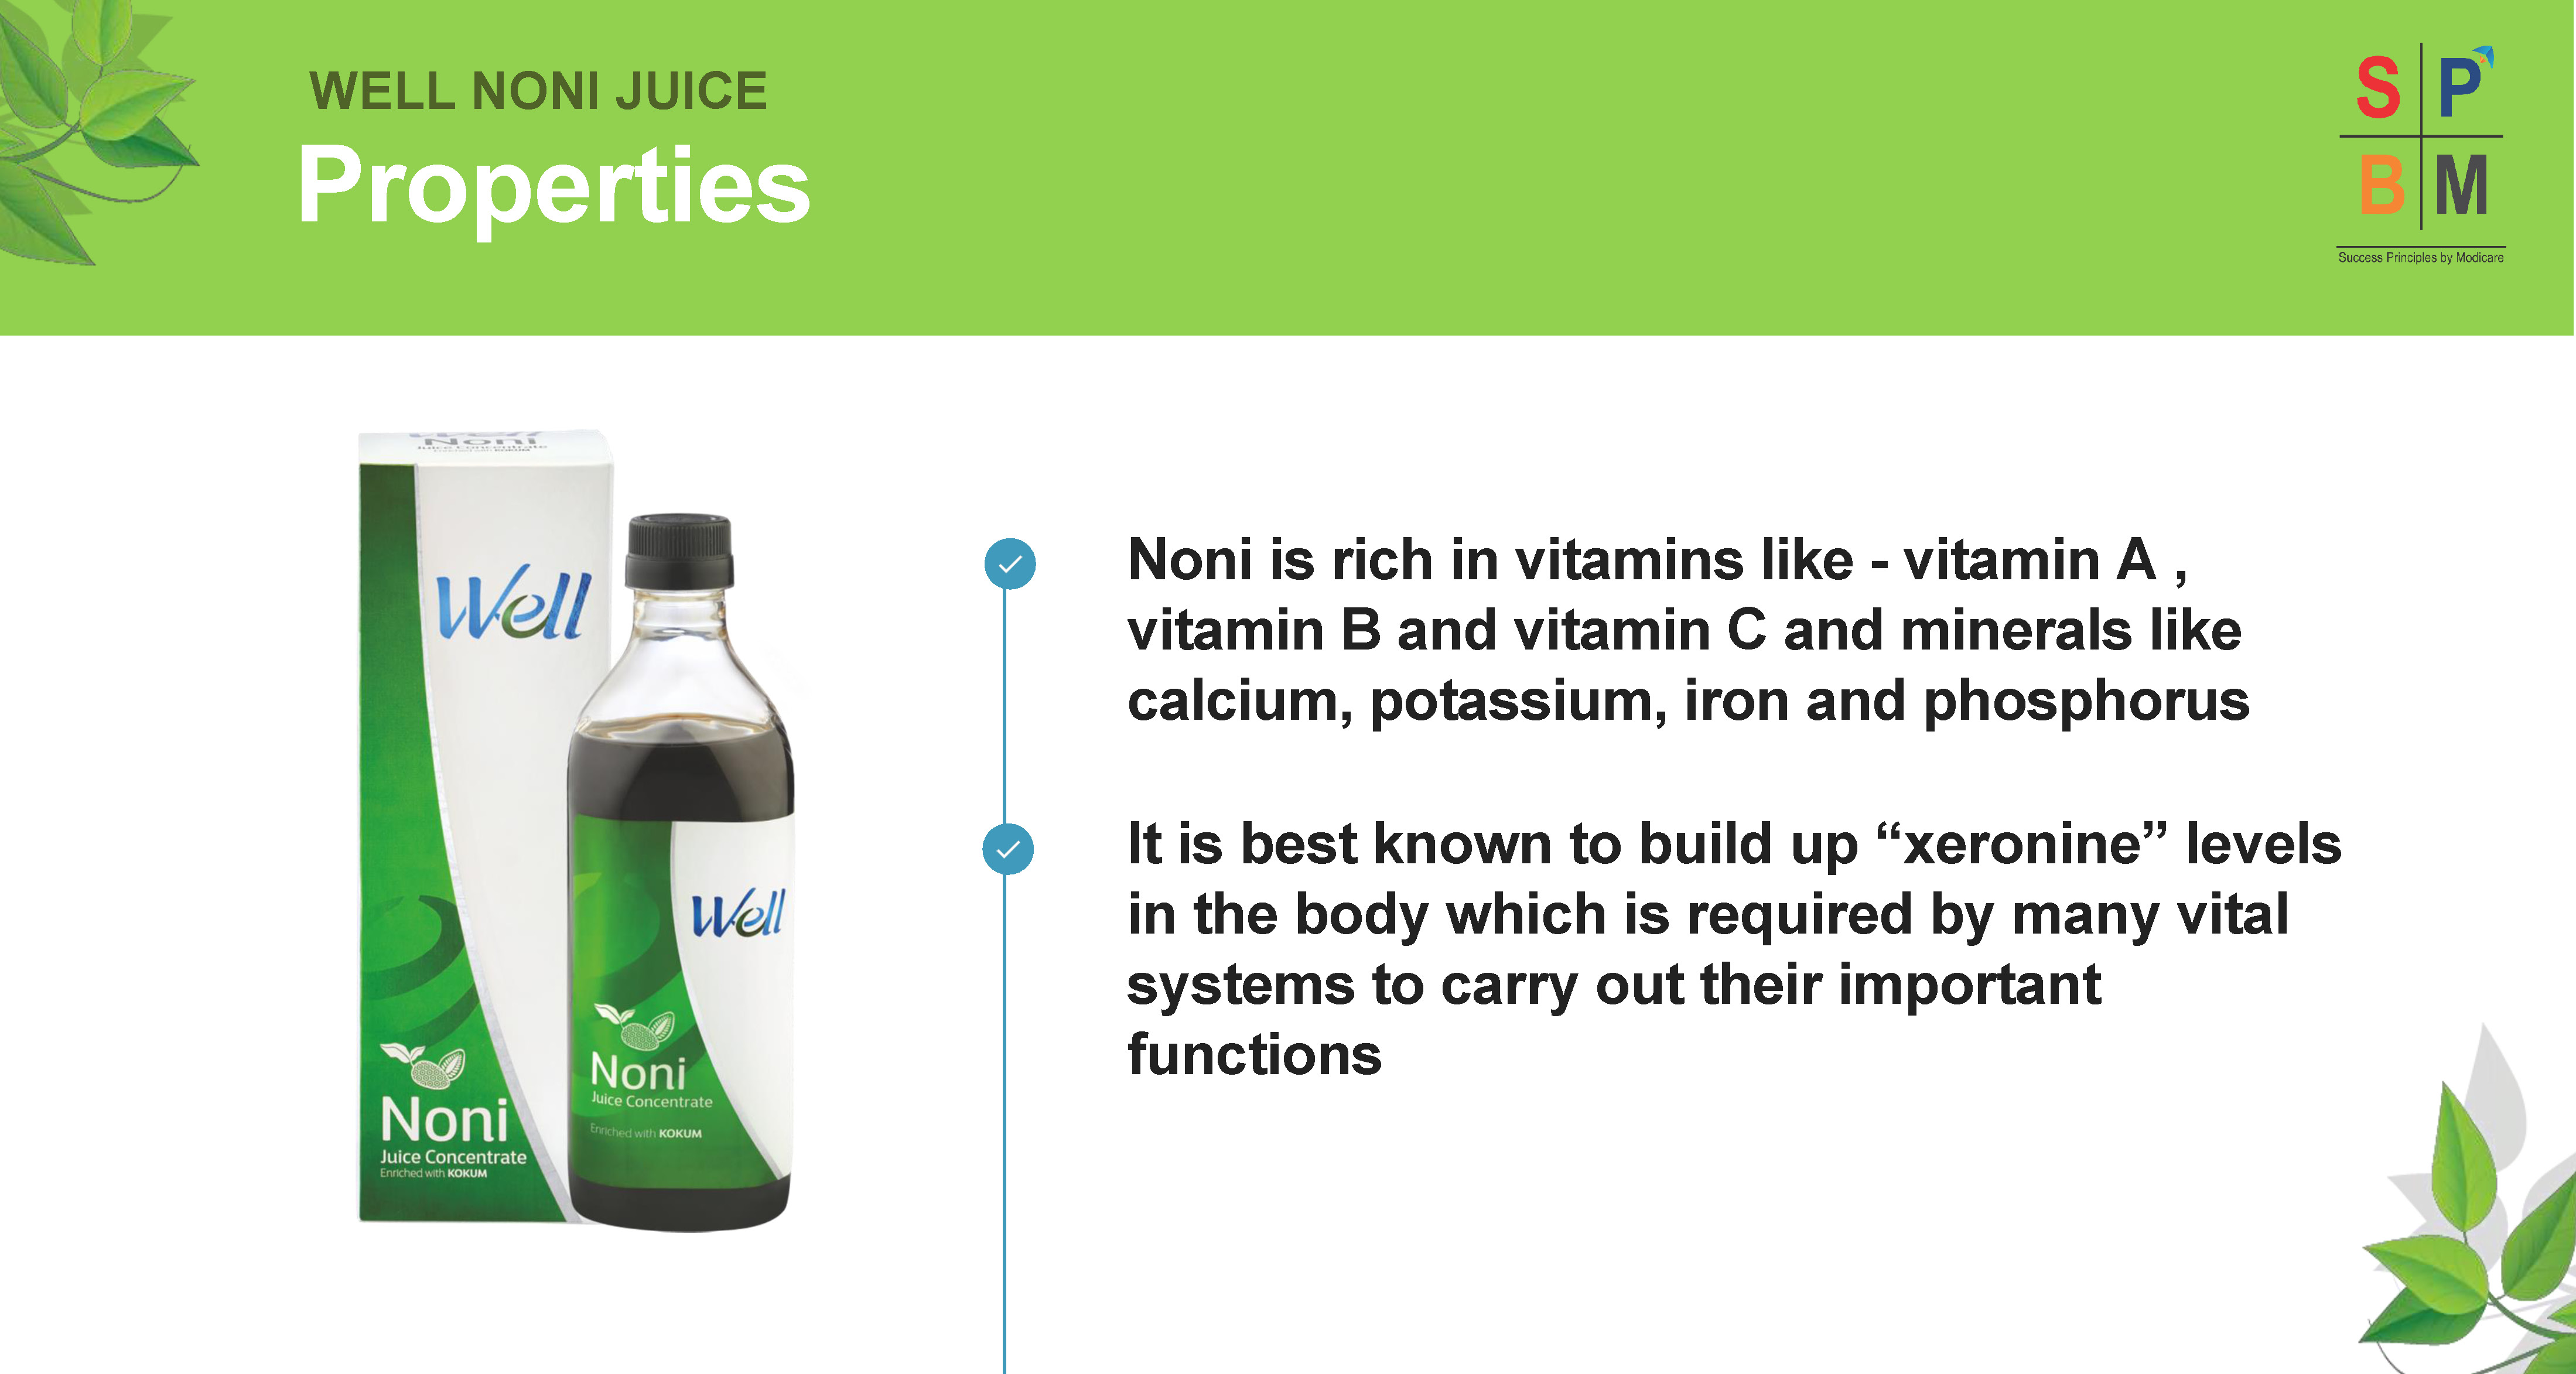 WELL NONI JUICE
Properties
S P
B M
Success Principles by Modicare
Noni
Juice Concentrate
Well
Noni
Juice Concentrate
Enriched with KOKUM
Well
Noni
Juice Concentrate
Enriched with KOKUM
Noni is rich in vitamins like - vitamin A ,
vitamin B and vitamin C and minerals like
calcium, potassium, iron and phosphorus
It is best known to build up “xeronine” levels
in the body which is required by many vital
systems to carry out their important
functions